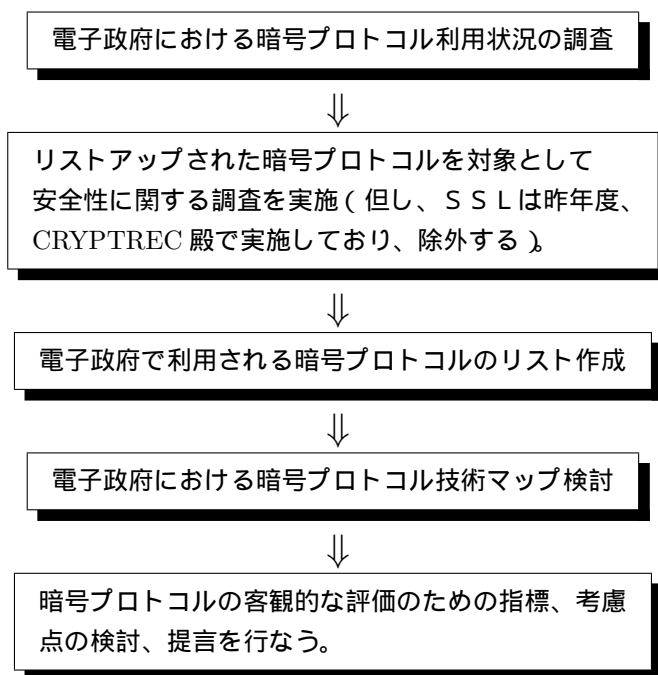 電子政府における暗号プロトコル利用状況の調査
⇓
リストアップされた暗号プロトコルを対象として
安全性に関する調査を実施(但し、SSLは昨年度、
CRYPTREC 殿で実施しており、除外する)。
⇓
電子政府で利用される暗号プロトコルのリスト作成
⇓
電子政府における暗号プロトコル技術マップ検討
⇓
暗号プロトコルの客観的な評価のための指標、考慮
点の検討、提言を行なう。